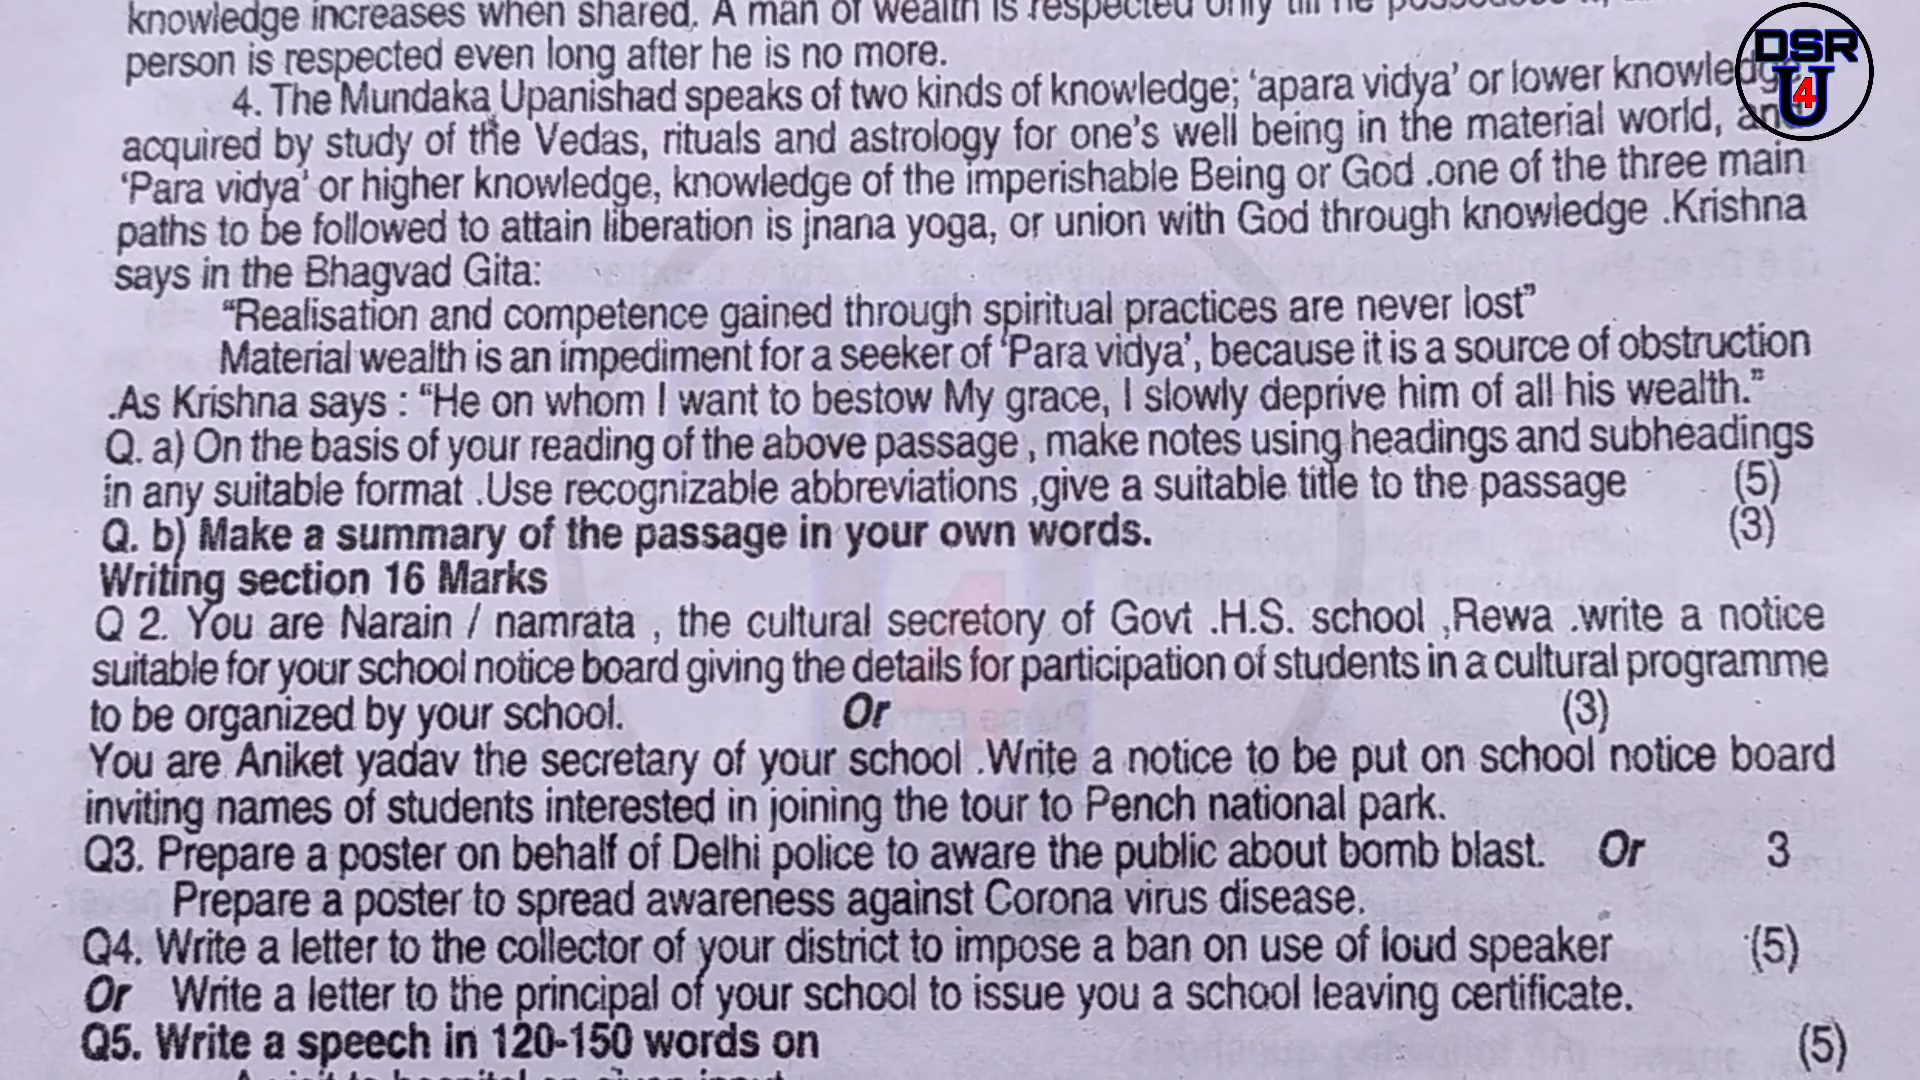 knowledge increases when shared. A man of wealth is respected only till he
person is respected even long after he is no more.
4. The Mundaka Upanishad speaks of two kinds of knowledge; ‘apara vidya’ or lower knowledge
acquired by study of the Vedas, rituals and astrology for one’s well being in the material world, and
‘Para vidya’ or higher knowledge, knowledge of the imperishable Being or God .one of the three main
paths to be followed to attain liberation is jnana yoga, or union with God through knowledge .Krishna
says in the Bhagvad Gita:
“Realisation and competence gained through spiritual practices are never lost”
Material wealth is an impediment for a seeker of ‘Para vidya’, because it is a source of obstruction
.As Krishna says : “He on whom I want to bestow My grace, I slowly deprive him of all his wealth.”
Q. a) On the basis of your reading of the above passage , make notes using headings and subheadings
in any suitable format .Use recognizable abbreviations ,give a suitable title to the passage (5)
Q. b) Make a summary of the passage in your own words. (3)
Writing section 16 Marks
Q 2. You are Narain / namrata , the cultural secretory of Govt .H.S. school ,Rewa .write a notice
suitable for your school notice board giving the details for participation of students in a cultural programme
to be organized by your school. Or (3)
You are Aniket yadav the secretary of your school .Write a notice to be put on school notice board
inviting names of students interested in joining the tour to Pench national park.
Q3. Prepare a poster on behalf of Delhi police to aware the public about bomb blast. Or 3
Prepare a poster to spread awareness against Corona virus disease.
Q4. Write a letter to the collector of your district to impose a ban on use of loud speaker (5)
Or Write a letter to the principal of your school to issue you a school leaving certificate.
Q5. Write a speech in 120-150 words on (5)
A visit to hospital on given input
DSR
U
4